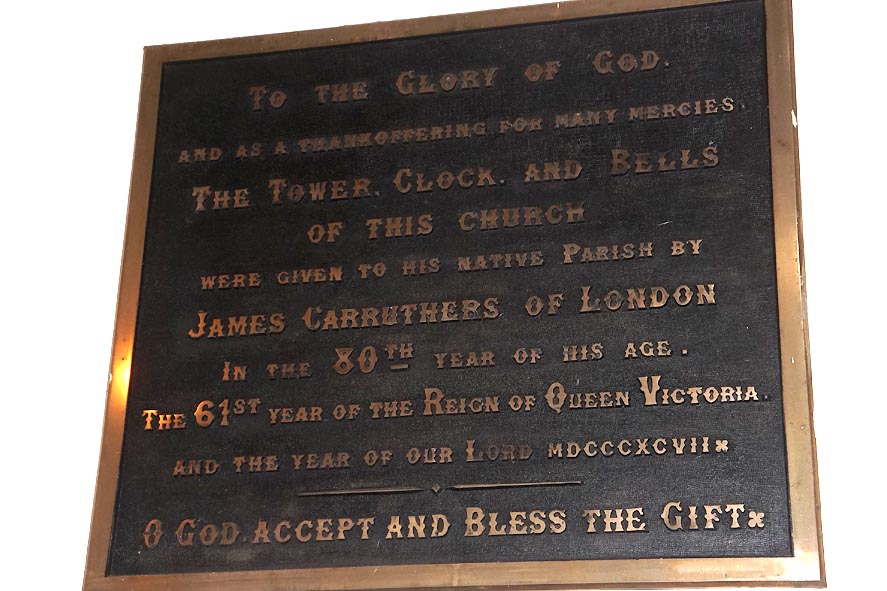 To the Glory of God.
and as a thankoffering for many mercies.
The Tower, Clock, and Bells
of this church
were given to his native Parish by
James Carruthers of London
In the 80th year of his age.
The 61st year of the Reign of Queen Victoria.
and the year of our Lord MDCCCXCVII
O God accept and Bless the Gift